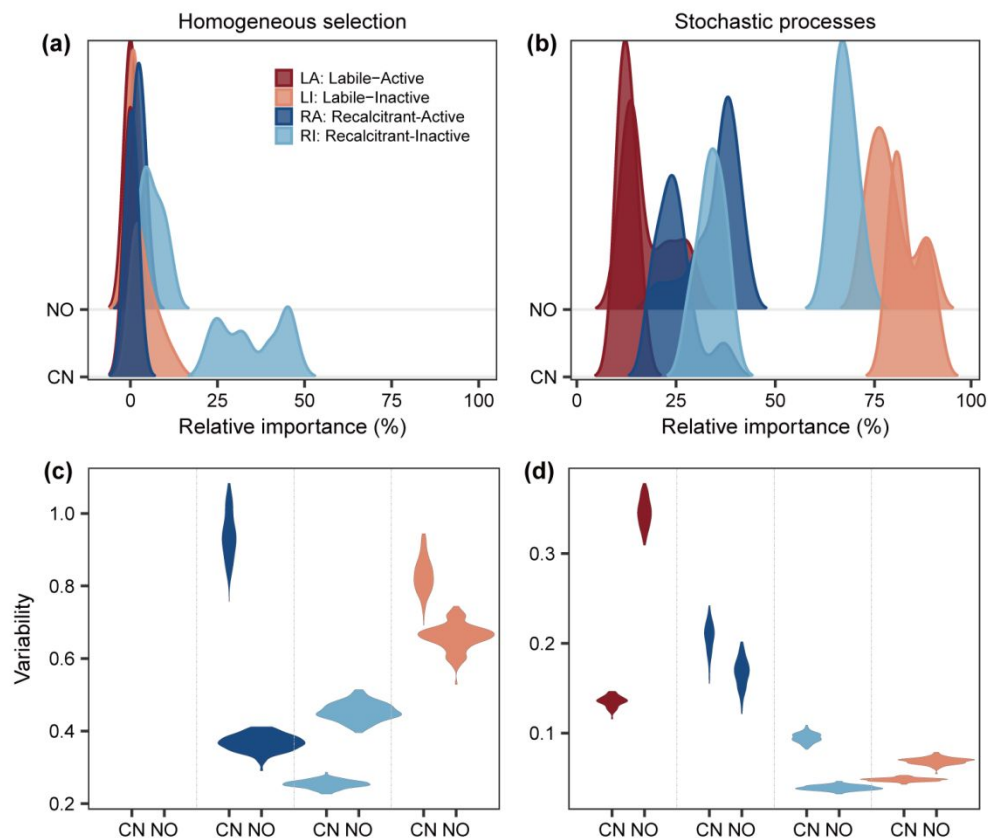 Homogeneous selection
Stochastic processes
(a)
(b)
LA: Labile−Active
LI: Labile−Inactive
RA: Recalcitrant-Active
RI: Recalcitrant-Inactive
NO
NO
CN
CN
0 25 50 75 100
0 25 50 75 100
Relative importance (%)
Relative importance (%)
(c)
(d)
Variability
1.0
0.8
0.6
0.4
0.2
0.3
0.2
0.1
CN NO CN NO CN NO CN NO
CN NO CN NO CN NO CN NO